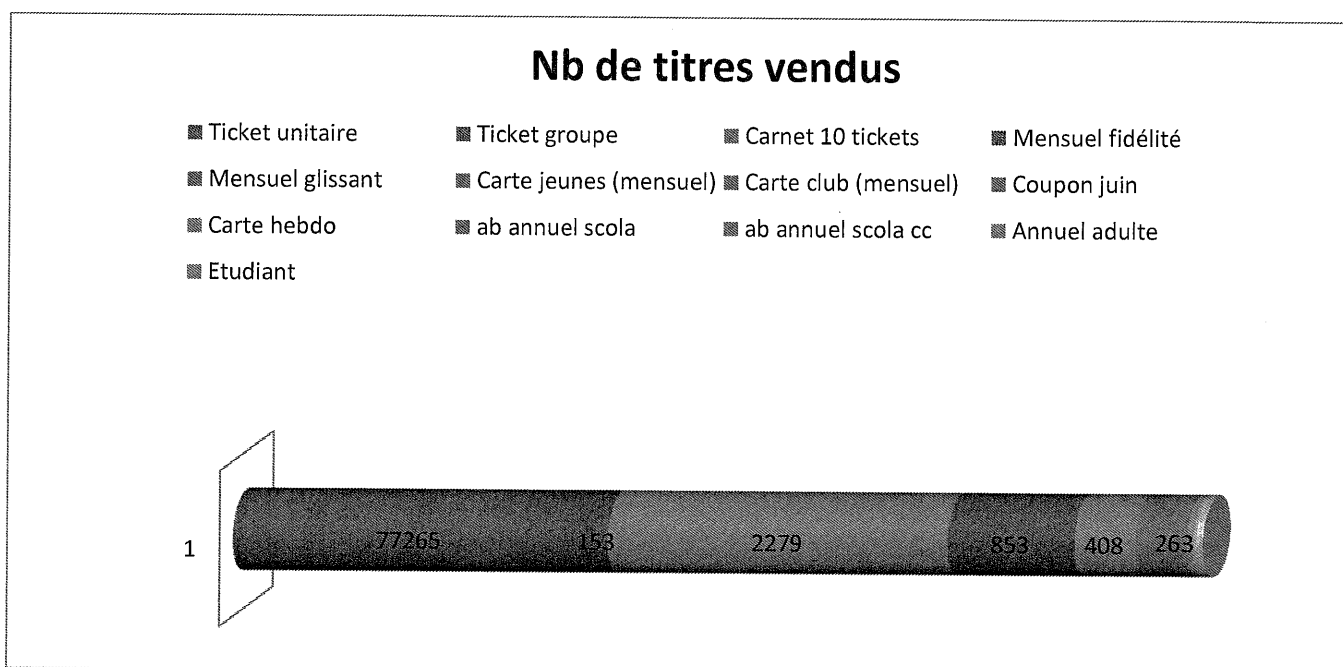 Nb de titres vendus
Ticket unitaire Ticket groupe Carnet 10 tickets Mensuel fidélité
Mensuel glissant Carte jeunes (mensuel) Carte club (mensuel) Coupon juin
Carte hebdo ab annuel scola ab annuel scola cc Annuel adulte
Etudiant
1 77265 153 2279 853 408 263